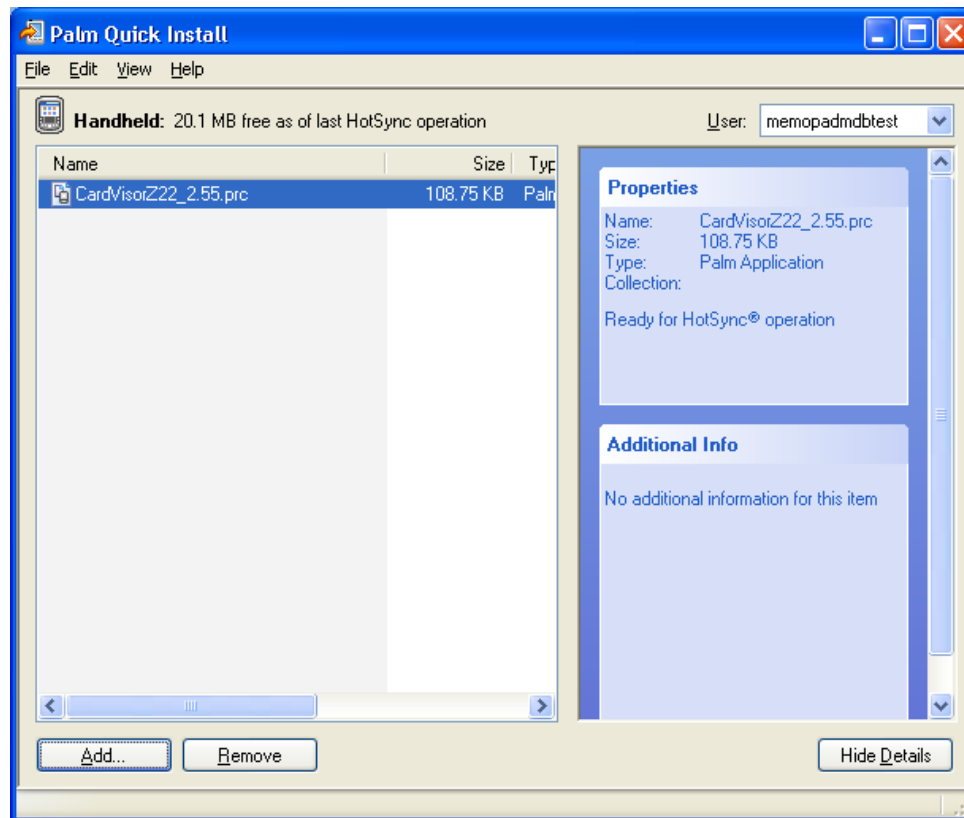 Palm Quick Install
File Edit View Help
Handheld: 20.1 MB free as of last HotSync operation User: memopadmdbtest
Name Size Typ
CardVisorZ22_2.55.prc 108.75 KB Palm
Properties
Name: CardVisorZ22_2.55.prc
Size: 108.75 KB
Type: Palm Application
Collection:
Ready for HotSync® operation
Additional Info
No additional information for this item
Add... Remove Hide Details